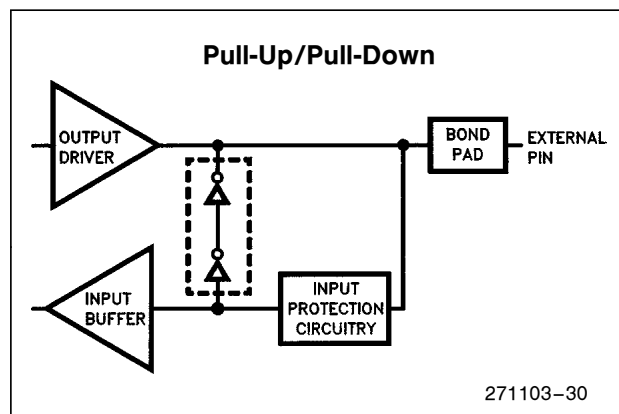 Pull-Up/Pull-Down
OUTPUT
DRIVER
BOND
PAD
EXTERNAL
PIN
INPUT
BUFFER
INPUT
PROTECTION
CIRCUITRY
271103–30